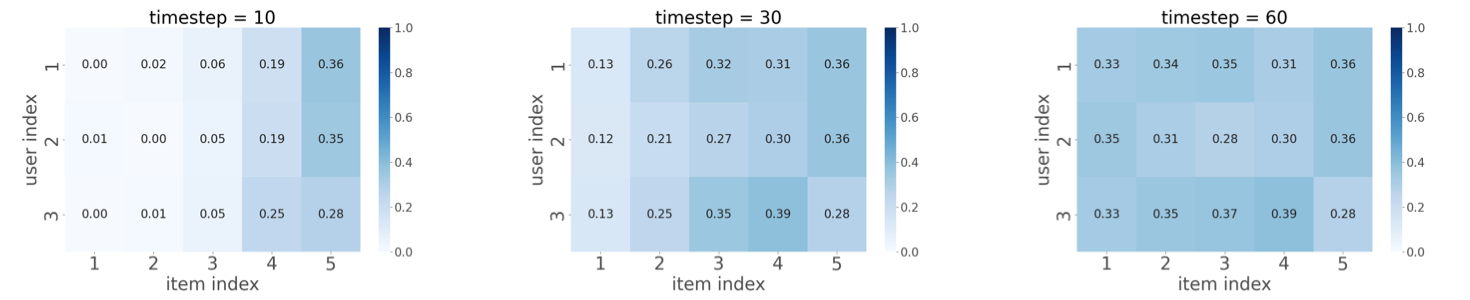 timestep = 10
1.0
1 0.00 0.02 0.06 0.19 0.36
0.8
0.6
2 0.01 0.00 0.05 0.19 0.35
0.4
3 0.00 0.01 0.05 0.25 0.28
0.2
0.0
1 2 3 4 5
item index
user index
timestep = 30
1.0
1 0.13 0.26 0.32 0.31 0.36
0.8
0.6
2 0.12 0.21 0.27 0.30 0.36
0.4
3 0.13 0.25 0.35 0.39 0.28
0.2
0.0
1 2 3 4 5
item index
user index
timestep = 60
1.0
1 0.33 0.34 0.35 0.31 0.36
0.8
0.6
2 0.35 0.31 0.28 0.30 0.36
0.4
3 0.33 0.35 0.37 0.39 0.28
0.2
0.0
1 2 3 4 5
item index
user index